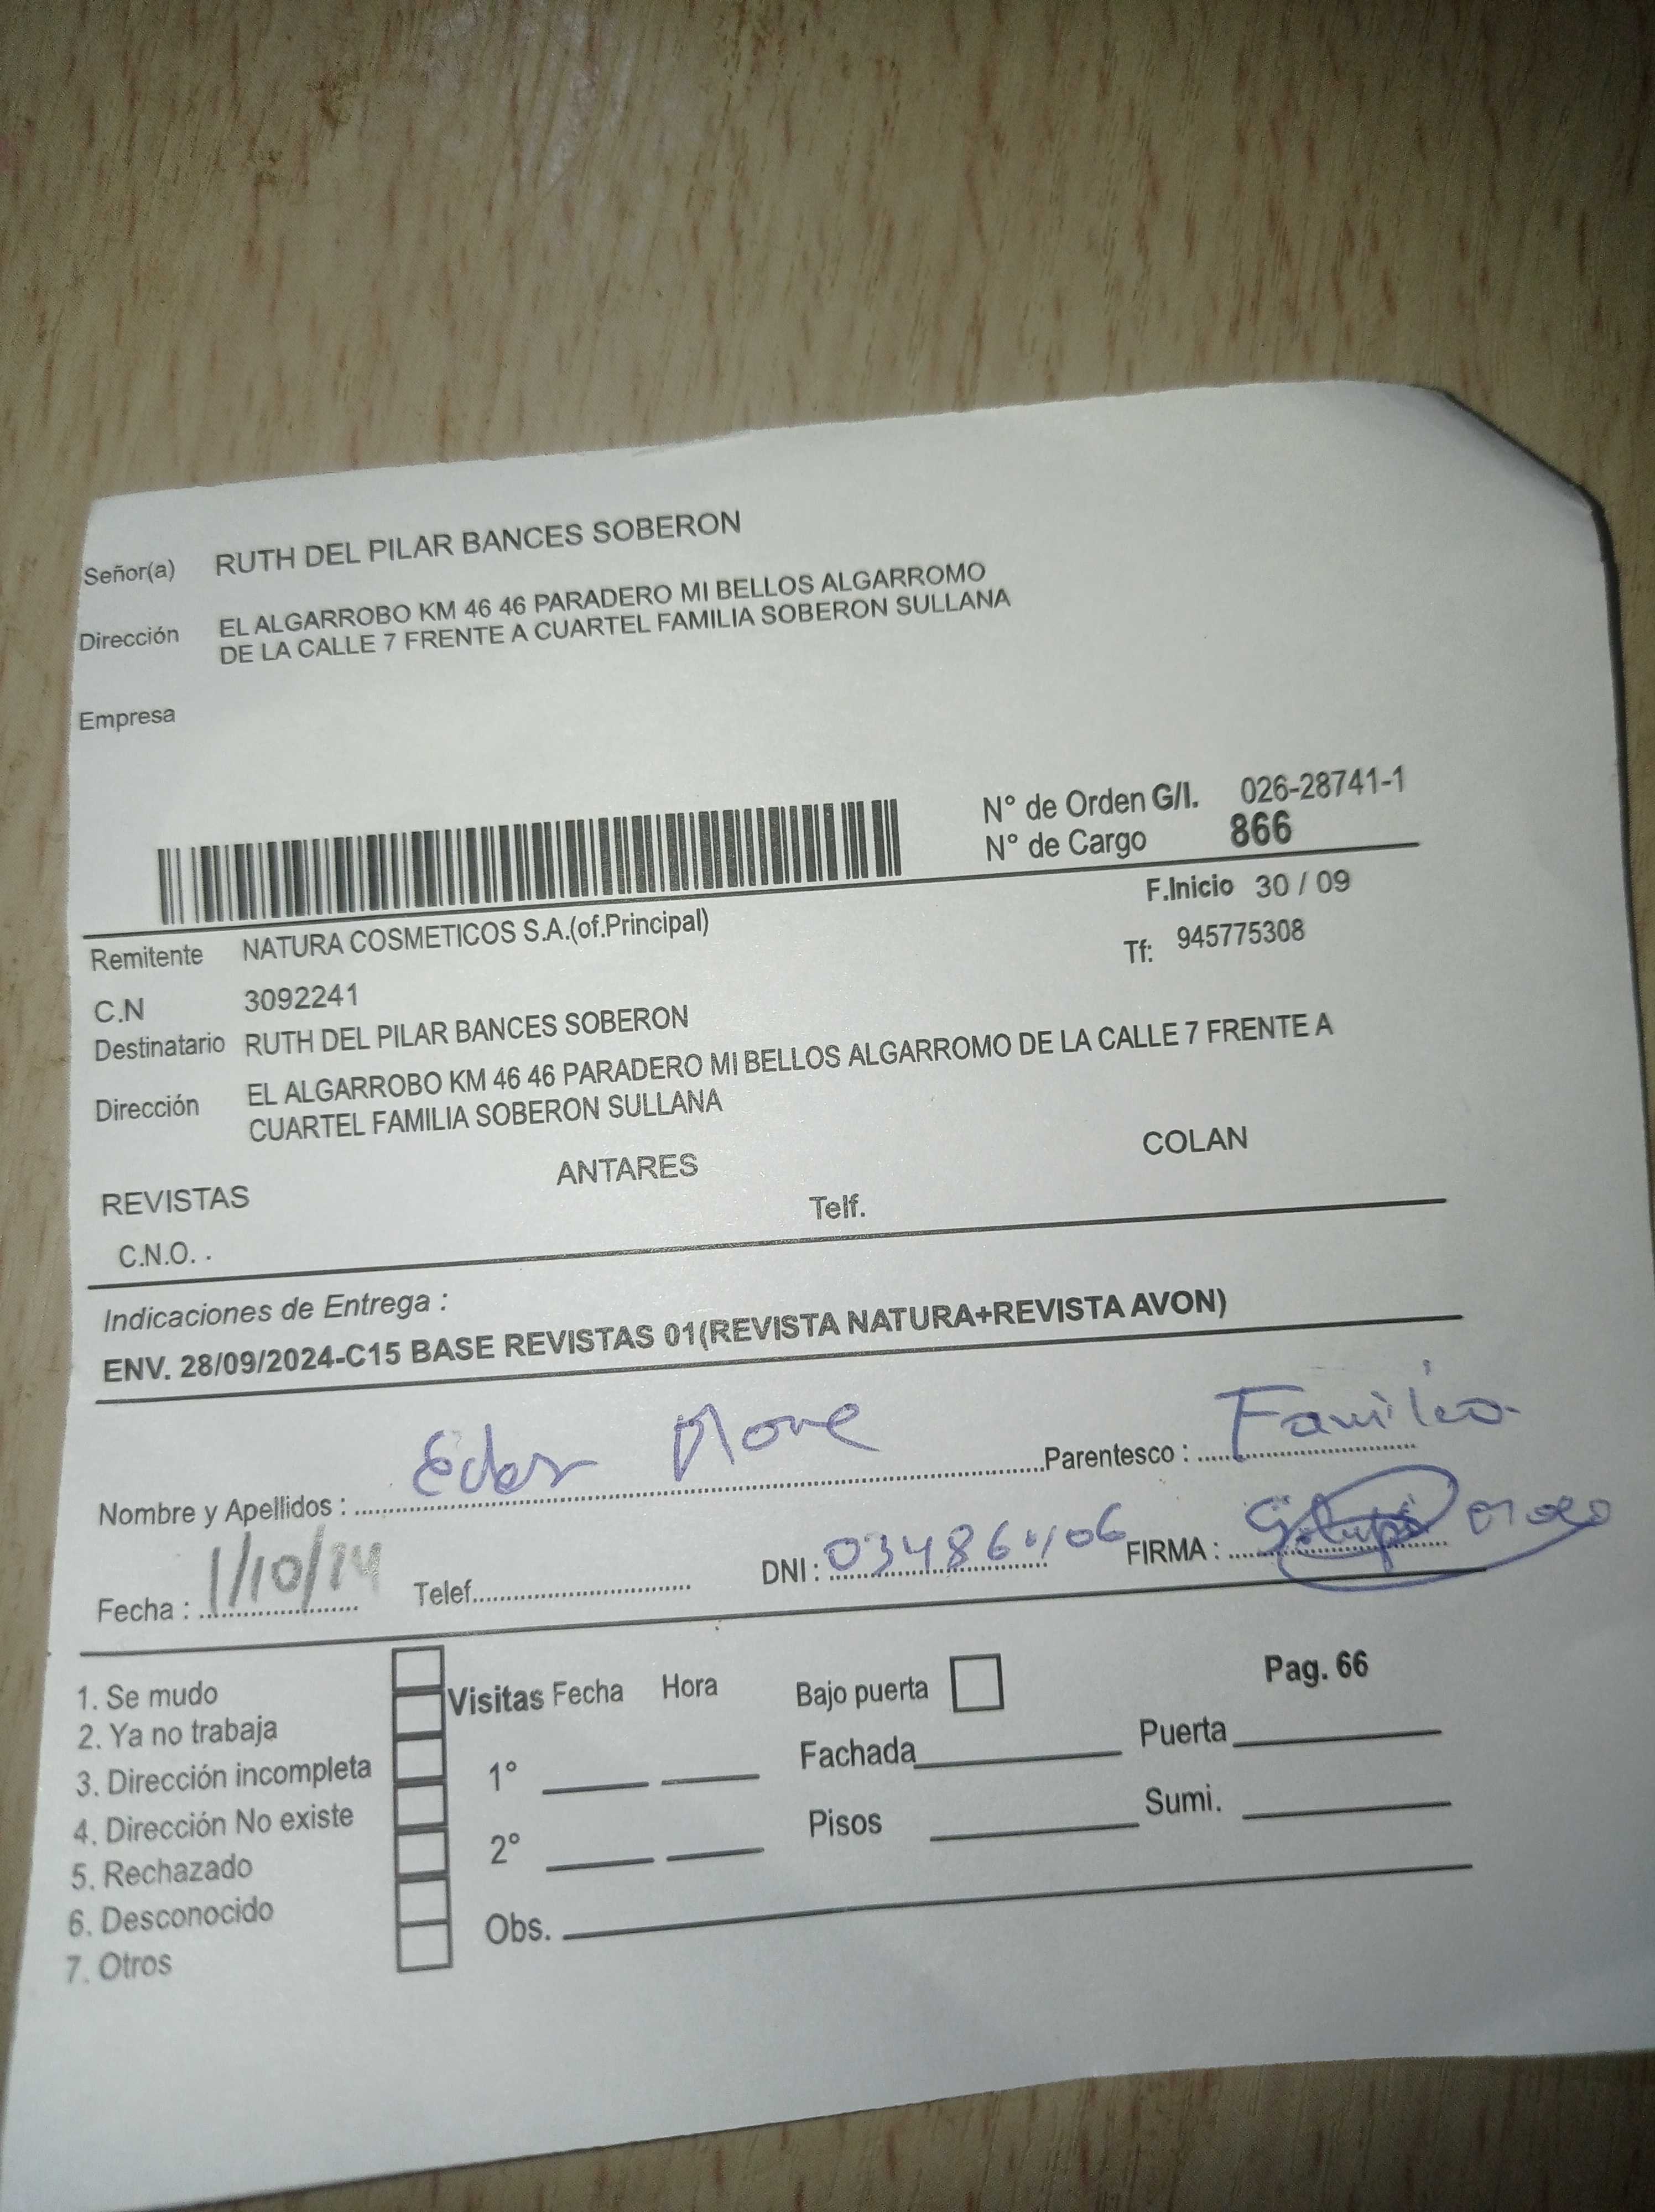 Señor(a) RUTH DEL PILAR BANCES SOBERON
Dirección EL ALGARROBO KM 46 46 PARADERO MI BELLOS ALGARROMO
DE LA CALLE 7 FRENTE A CUARTEL FAMILIA SOBERON SULLANA
Empresa
N° de Orden G/I. 026-28741-1
N° de Cargo 866
F.Inicio 30 / 09
Remitente NATURA COSMETICOS S.A.(of.Principal)
Tf: 945775308
C.N 3092241
Destinatario RUTH DEL PILAR BANCES SOBERON
Dirección EL ALGARROBO KM 46 46 PARADERO MI BELLOS ALGARROMO DE LA CALLE 7 FRENTE A
CUARTEL FAMILIA SOBERON SULLANA
REVISTAS ANTARES COLAN
C.N.O. . Telf.
Indicaciones de Entrega :
ENV. 28/09/2024-C15 BASE REVISTAS 01(REVISTA NATURA+REVISTA AVON)
Nombre y Apellidos : Parentesco : Familia
Fecha : 1/10/24 Telef. DNI : FIRMA :
1. Se mudo
2. Ya no trabaja
3. Dirección incompleta
4. Dirección No existe
5. Rechazado
6. Desconocido
7. Otros
Visitas Fecha Hora
1°
2°
Obs.
Bajo puerta
Pag. 66
Fachada Puerta
Pisos Sumi.